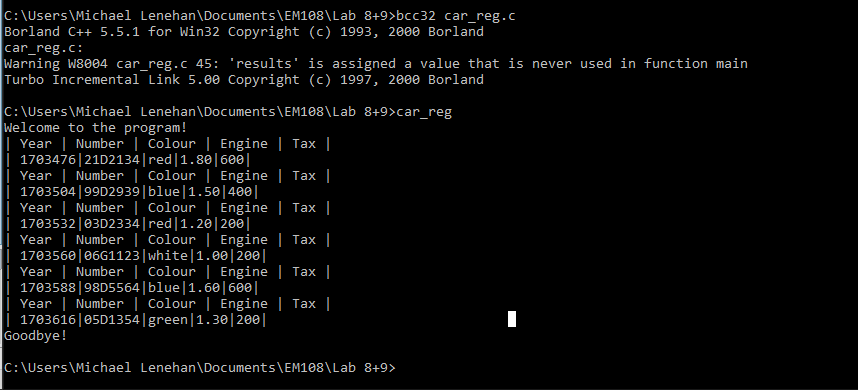 C:\Users\Michael Lenehan\Documents\EM108\Lab 8+9>bcc32 car_reg.c
Borland C++ 5.5.1 for Win32 Copyright (c) 1993, 2000 Borland
car_reg.c:
Warning W8004 car_reg.c 45: 'results' is assigned a value that is never used in function main
Turbo Incremental Link 5.00 Copyright (c) 1997, 2000 Borland
C:\Users\Michael Lenehan\Documents\EM108\Lab 8+9>car_reg
Welcome to the program!
| Year | Number | Colour | Engine | Tax |
| 1703476|21D2134|red|1.80|600|
| Year | Number | Colour | Engine | Tax |
| 1703504|99D2939|blue|1.50|400|
| Year | Number | Colour | Engine | Tax |
| 1703532|03D2334|red|1.20|200|
| Year | Number | Colour | Engine | Tax |
| 1703560|06G1123|white|1.00|200|
| Year | Number | Colour | Engine | Tax |
| 1703588|98D5564|blue|1.60|600|
| Year | Number | Colour | Engine | Tax |
| 1703616|05D1354|green|1.30|200|
Goodbye!
C:\Users\Michael Lenehan\Documents\EM108\Lab 8+9>